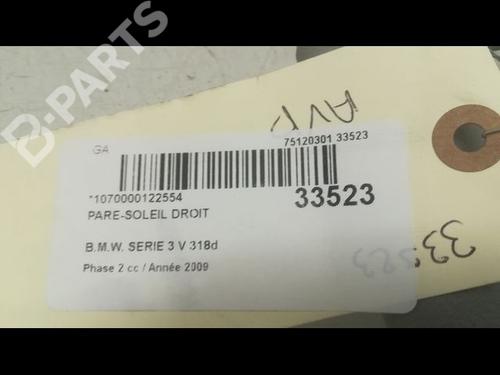 B-PARTS
AVD
GA
75120301 33523
*1070000122554
33523
PARE-SOLEIL DROIT
B.M.W. SERIE 3 V 318d
Phase 2 cc / Année 2009
33523